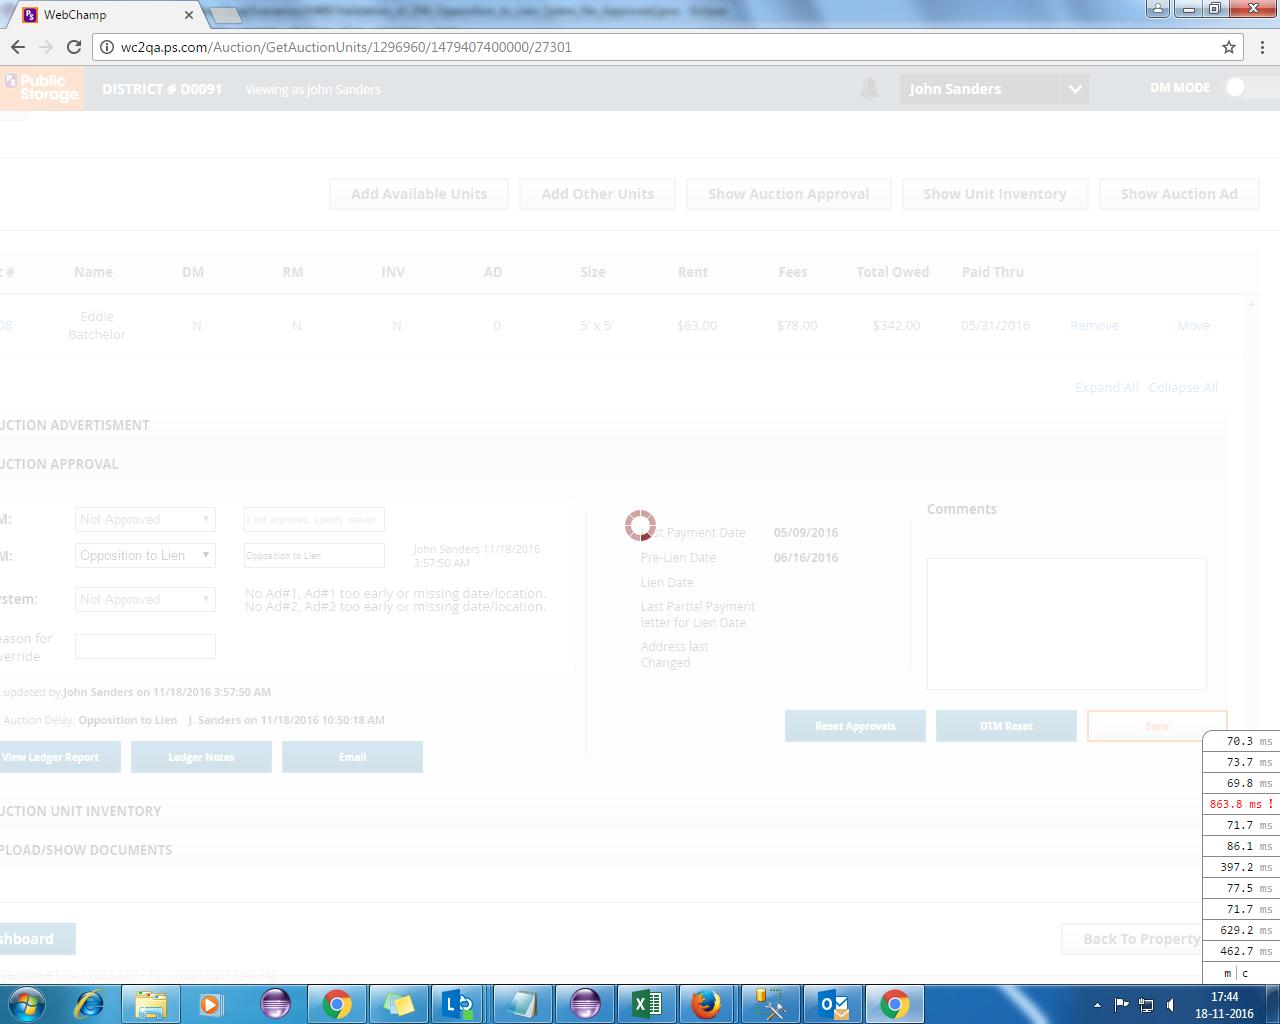 WebChamp
wc2qa.ps.com/Auction/GetAuctionUnits/1296960/1479407400000/27301
Public Storage
DISTRICT # D0091
Viewing as John Sanders
John Sanders
DM MODE
Add Available Units
Add Other Units
Show Auction Approval
Show Unit Inventory
Show Auction Ad
t #
Name
DM
RM
INV
AD
Size
Rent
Fees
Total Owed
Paid Thru
08
Eddie Batchelor
N
N
N
0
5' x 5'
$63.00
$78.00
$342.00
05/31/2016
Remove
Move
Expand All
Collapse All
UCTION ADVERTISMENT
UCTION APPROVAL
M:
Not Approved
If not approved, specify reason
M:
Opposition to Lien
Opposition to Lien
John Sanders 11/18/2016
3:57:50 AM
ystem:
Not Approved
No Ad#1, Ad#1 too early or missing date/location.
No Ad#2, Ad#2 too early or missing date/location.
eason for
verride
updated by:John Sanders on 11/18/2016 3:57:50 AM
Auction Delay: Opposition to Lien J. Sanders on 11/18/2016 10:50:18 AM
View Ledger Report
Ledger Notes
Email
Last Payment Date
05/09/2016
Pre-Lien Date
06/16/2016
Lien Date
Last Partial Payment
letter for Lien Date
Address last
Changed
Comments
Reset Approvals
DTM Reset
Save
UCTION UNIT INVENTORY
PLOAD/SHOW DOCUMENTS
shboard
Back To Property
70.3 ms
73.7 ms
69.8 ms
863.8 ms !
71.7 ms
86.1 ms
397.2 ms
77.5 ms
71.7 ms
629.2 ms
462.7 ms
m | c
17:44
18-11-2016